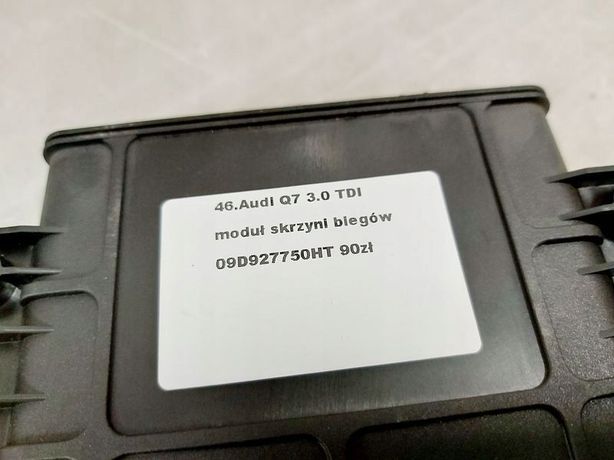 46.Audi Q7 3.0 TDI
moduł skrzyni biegów
09D927750HT 90zł